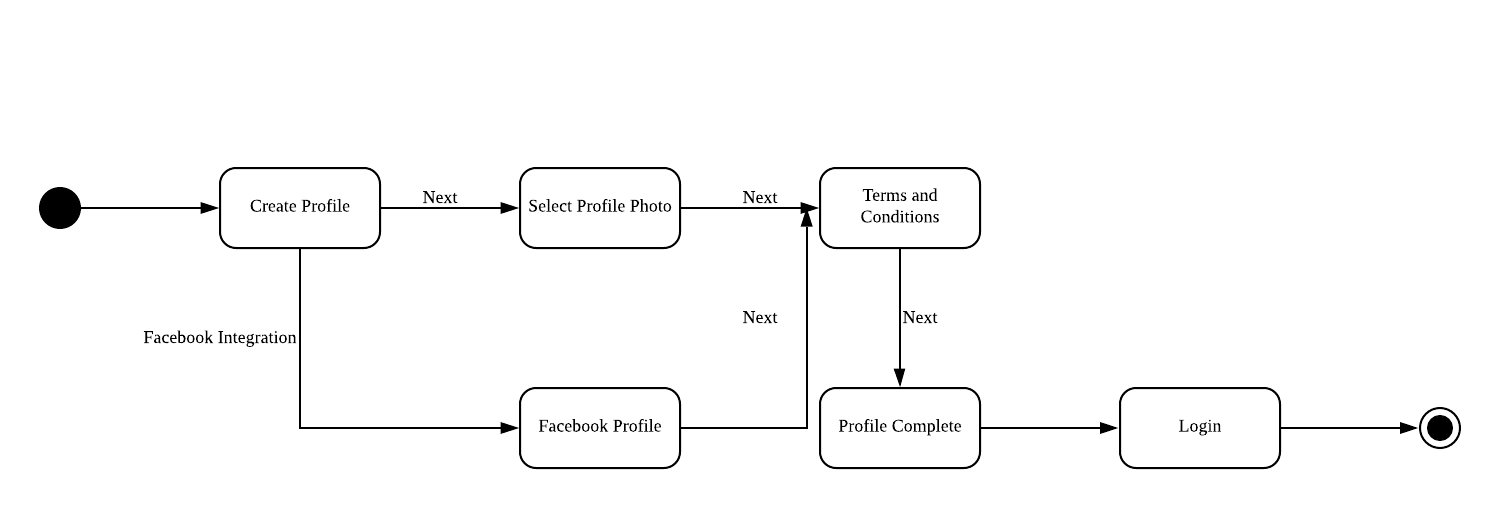 Create Profile
Next
Select Profile Photo
Next
Terms and
Conditions
Facebook Integration
Next
Next
Facebook Profile
Profile Complete
Login